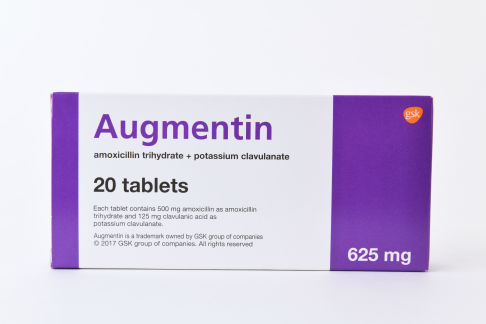 Augmentin
gsk
amoxicillin trihydrate + potassium clavulanate
20 tablets
Each tablet contains 500 mg amoxicillin as amoxicillin
trihydrate and 125 mg clavulanic acid as
potassium clavulanate.
Augmentin is a trademark owned by GSK group of companies
© 2017 GSK group of companies. All rights reserved
625 mg